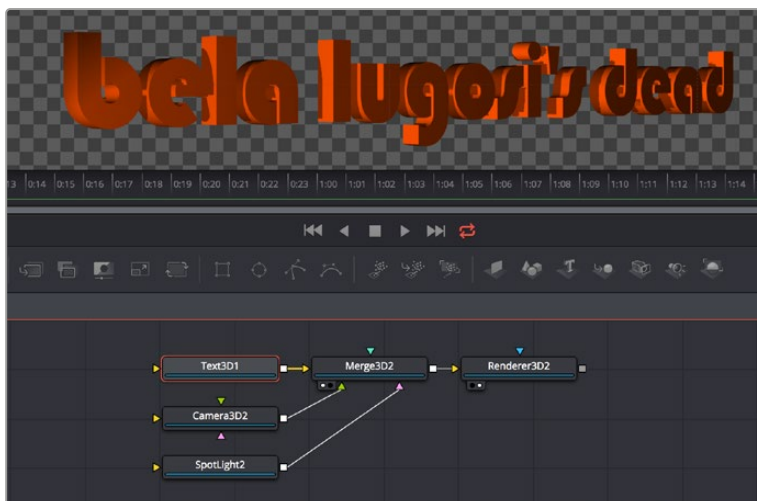 bela lugosi's dead
13 0:14 0:15 0:16 0:17 0:18 0:19 0:20 0:21 0:22 0:23 1:00 1:01 1:02 1:03 1:04 1:05 1:06 1:07 1:08 1:09 1:10 1:11 1:12 1:13 1:14
T
Text3D1 Merge3D2 Renderer3D2
Camera3D2
SpotLight2